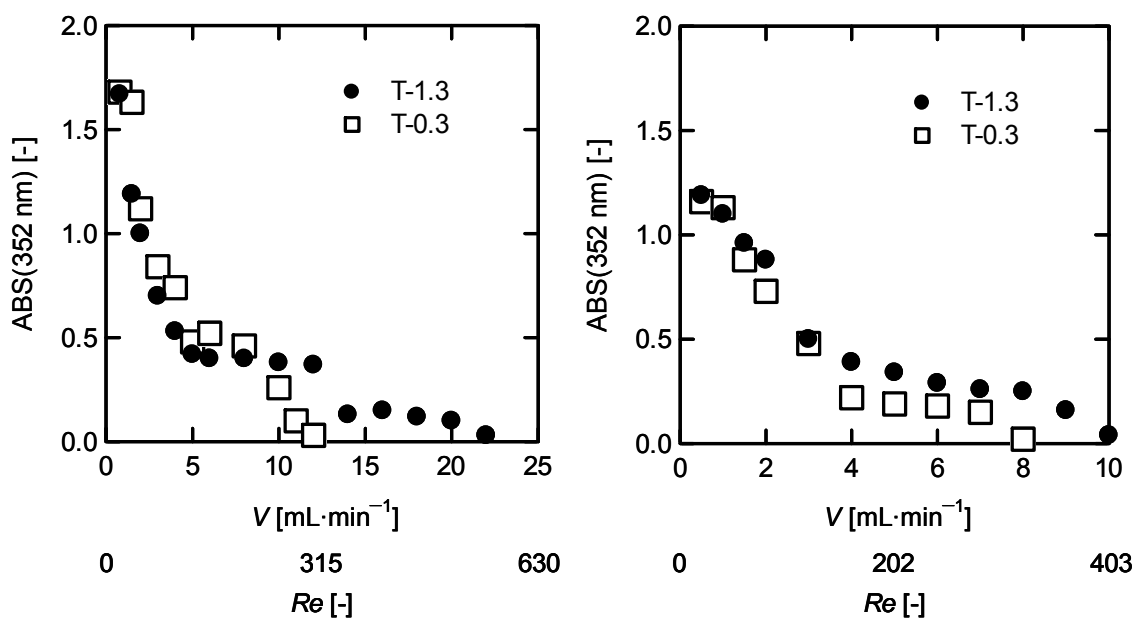 2.0
1.5
1.0
0.5
0.0
ABS(352 nm) [-]
T-1.3
T-0.3
0 5 10 15 20 25
V [mL·min⁻¹]
0 315 630
Re [-]
2.0
1.5
1.0
0.5
0.0
ABS(352 nm) [-]
T-1.3
T-0.3
0 2 4 6 8 10
V [mL·min⁻¹]
0 202 403
Re [-]